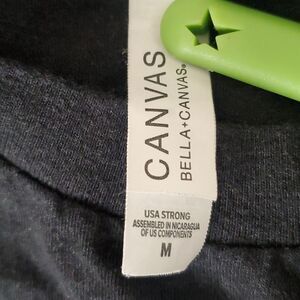 CANVAS
BELLA+CANVAS®
USA STRONG
ASSEMBLED IN NICARAGUA
OF US COMPONENTS
M